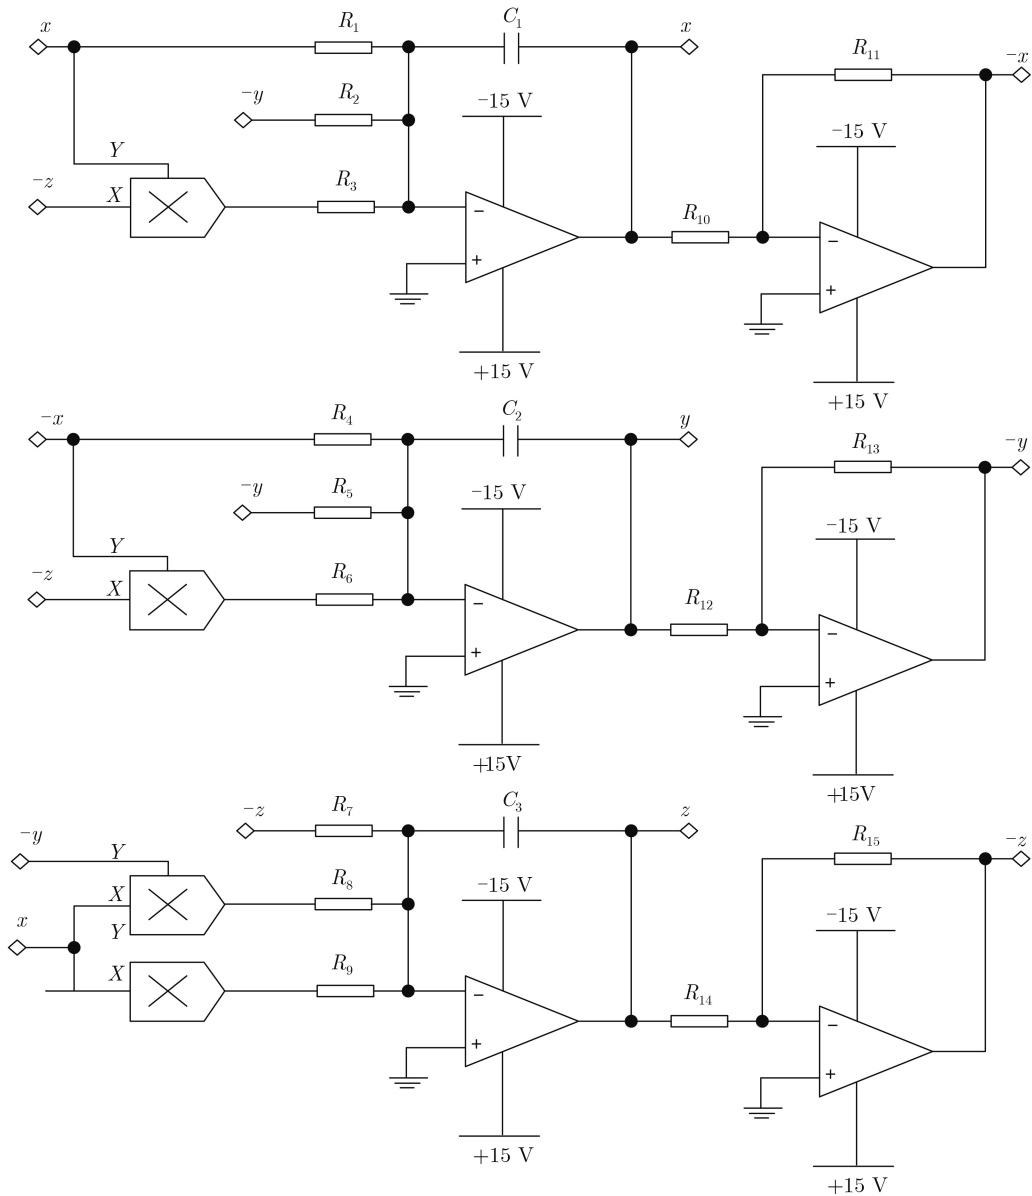 x
R1
C1
x
R11
−x
−y
R2
−15 V
−15 V
Y
−z
X
R3
−
R10
−
+
+
+15 V
+15 V
−x
R4
C2
y
R13
−y
−y
R5
−15 V
−15 V
Y
−z
X
R6
−
R12
−
+
+
+15V
+15V
−z
R7
C3
z
R15
−z
−y
Y
X
R8
−15 V
−15 V
x
Y
X
R9
−
R14
−
+
+
+15 V
+15 V